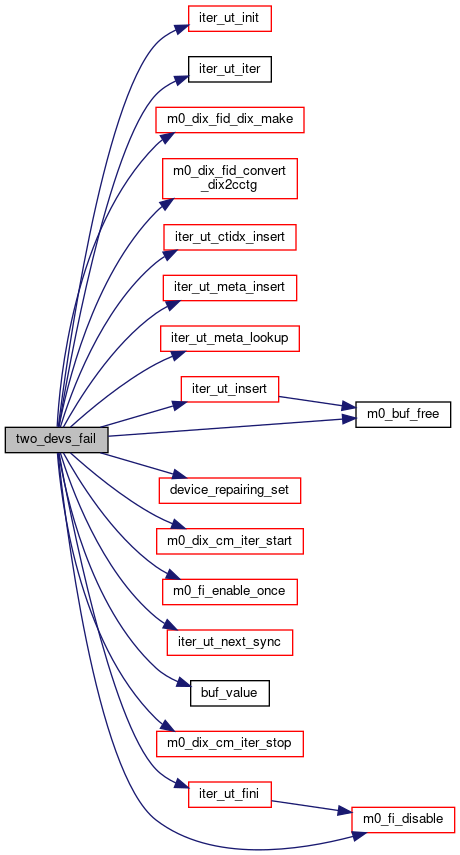 iter_ut_init
iter_ut_iter
m0_dix_fid_dix_make
m0_dix_fid_convert
_dix2cctg
iter_ut_ctidx_insert
iter_ut_meta_insert
iter_ut_meta_lookup
iter_ut_insert
m0_buf_free
two_devs_fail
device_repairing_set
m0_dix_cm_iter_start
m0_fi_enable_once
iter_ut_next_sync
buf_value
m0_dix_cm_iter_stop
iter_ut_fini
m0_fi_disable